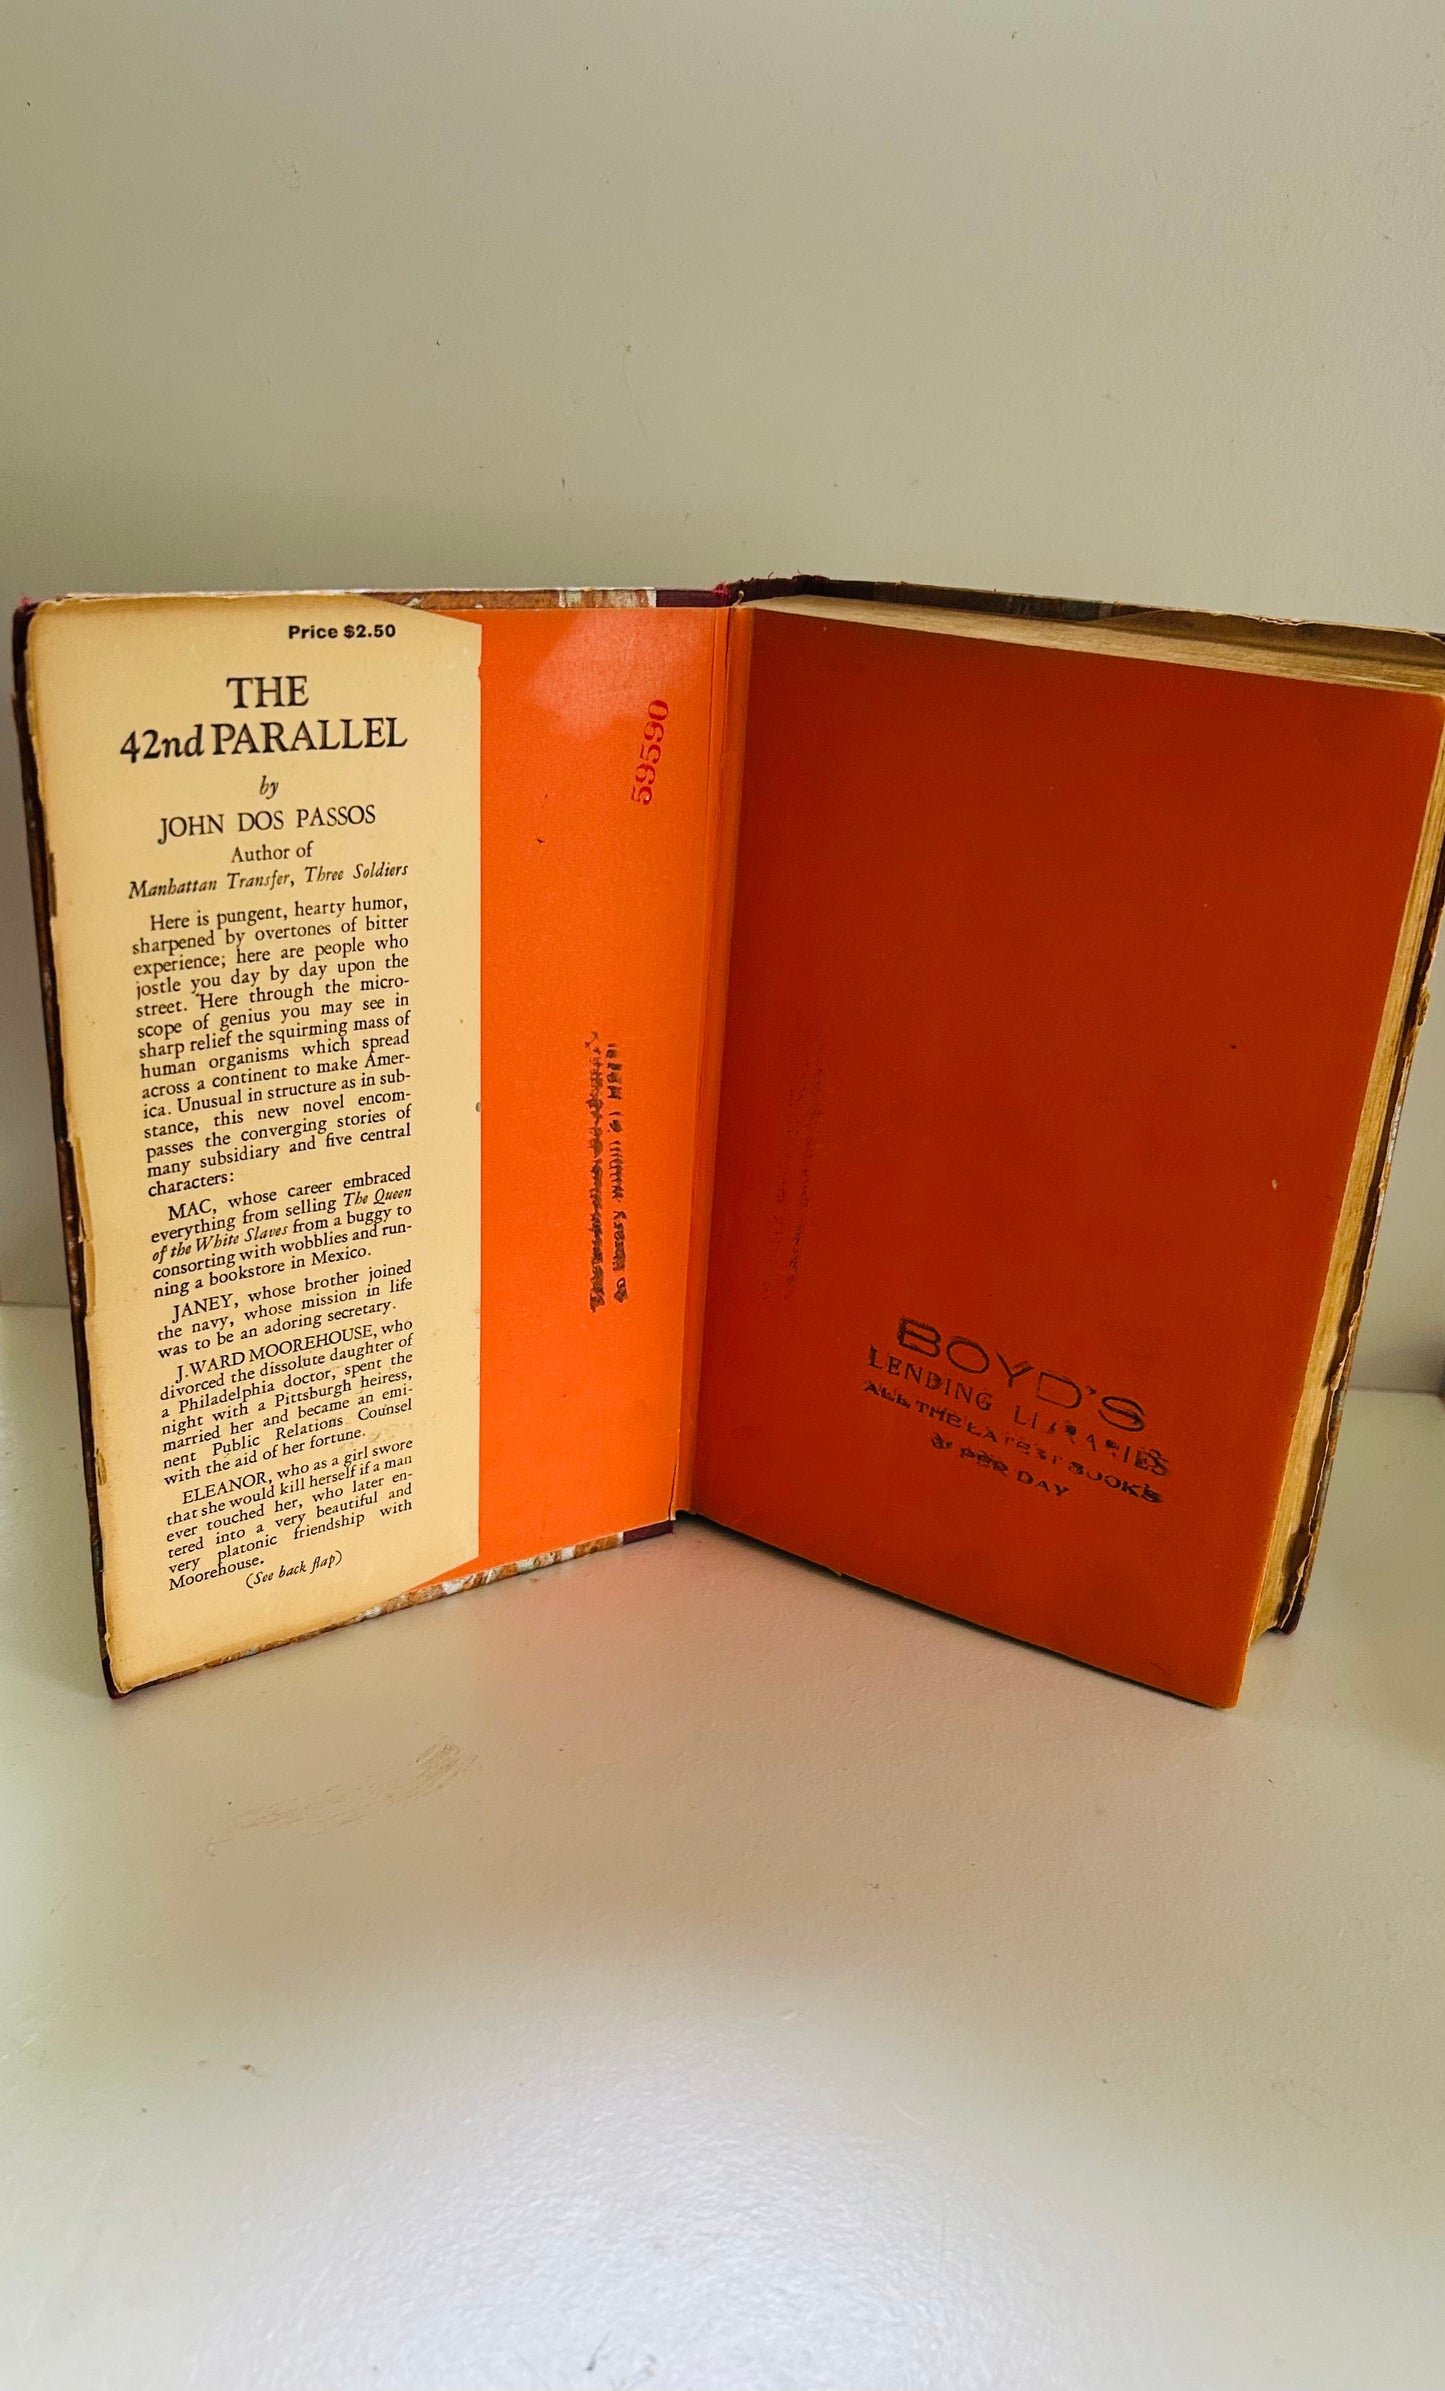 Price $2.50
THE
42nd PARALLEL
by
JOHN DOS PASSOS
Author of
Manhattan Transfer, Three Soldiers
Here is pungent, hearty humor,
sharpened by overtones of bitter
experience; here are people who
jostle you day by day upon the
street. Here through the micro-
scope of genius you may see in
sharp relief the squirming mass of
human organisms which spread
across a continent to make Amer-
ica. Unusual in structure as in sub-
stance, this new novel encom-
passes the converging stories of
many subsidiary and five central
characters:
MAC, whose career embraced
everything from selling The Queen
of the White Slaves from a buggy to
consorting with wobblies and run-
ning a bookstore in Mexico.
JANEY, whose brother joined
the navy, whose mission in life
was to be an adoring secretary.
J. WARD MOOREHOUSE, who
divorced the dissolute daughter of
a Philadelphia doctor, spent the
night with a Pittsburgh heiress,
married her and became an emi-
nent Public Relations Counsel
with the aid of her fortune.
ELEANOR, who as a girl swore
that she would kill herself if a man
ever touched her, who later en-
tered into a very beautiful and
very platonic friendship with
Moorehouse.
(See back flap)
59590
BOYD'S
LENDING LIBRARIES
ALL THE LATEST BOOKS
PER DAY